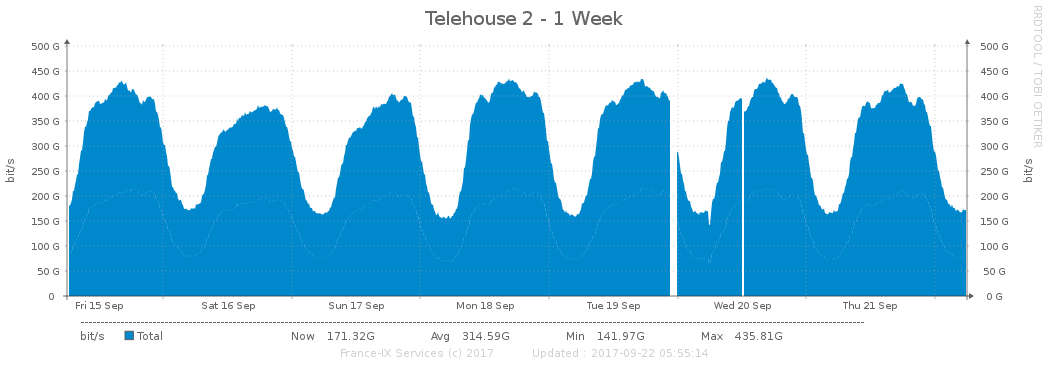 Telehouse 2 - 1 Week
RRDTOOL / TOBI OETIKER
500 G 500 G
450 G 450 G
400 G 400 G
350 G 350 G
300 G 300 G
250 G 250 G
200 G 200 G
150 G 150 G
100 G 100 G
50 G 50 G
0 0 G
bit/s bit/s
Fri 15 Sep Sat 16 Sep Sun 17 Sep Mon 18 Sep Tue 19 Sep Wed 20 Sep Thu 21 Sep
bit/s Total Now 171.32G Avg 314.59G Min 141.97G Max 435.81G
France-IX Services (c) 2017 Updated : 2017-09-22 05:55:14